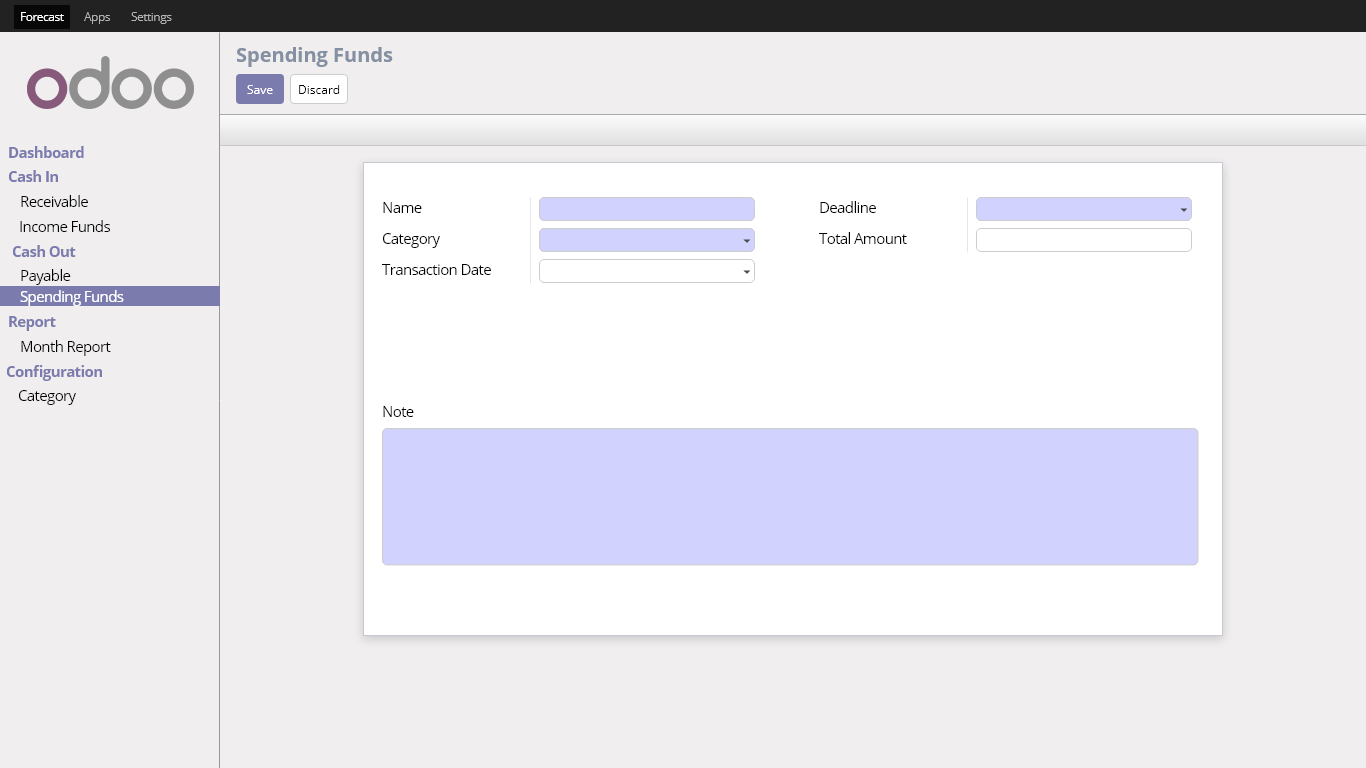 Forecast Apps Settings
odoo
Spending Funds
Save Discard
Dashboard
Cash In
Receivable
Income Funds
Cash Out
Payable
Spending Funds
Report
Month Report
Configuration
Category
Name
Deadline
Category
Total Amount
Transaction Date
Note